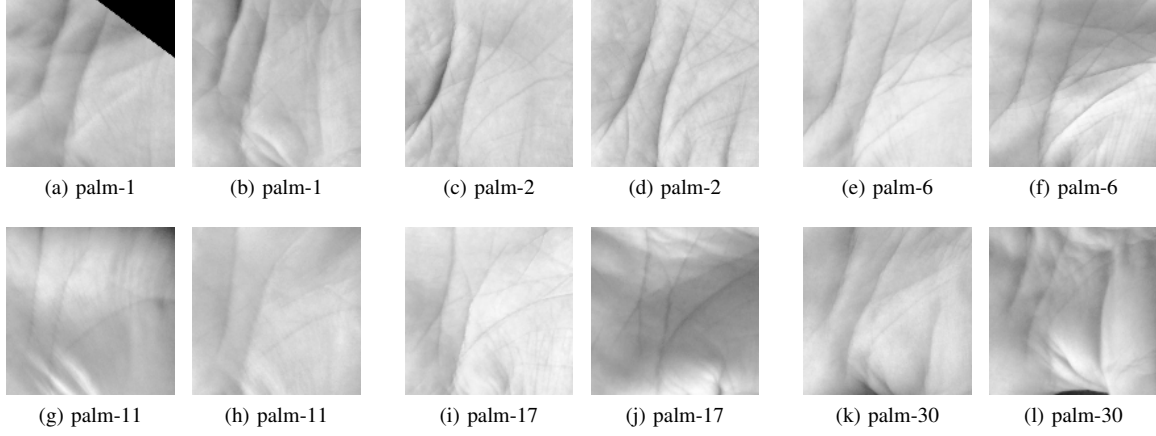 (a) palm-1 (b) palm-1 (c) palm-2 (d) palm-2 (e) palm-6 (f) palm-6
(g) palm-11 (h) palm-11 (i) palm-17 (j) palm-17 (k) palm-30 (l) palm-30